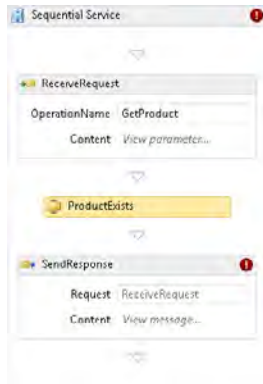 Sequential Service
ReceiveRequest
OperationName GetProduct
Content View parameter...
ProductExists
SendResponse
Request ReceiveRequest
Content View message...